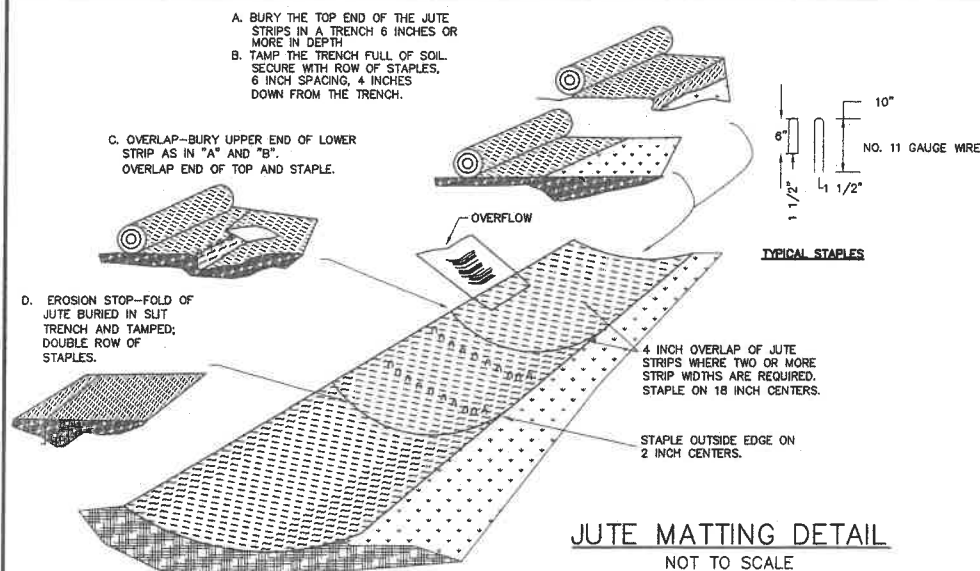 A. BURY THE TOP END OF THE JUTE
STRIPS IN A TRENCH 6 INCHES OR
MORE IN DEPTH
B. TAMP THE TRENCH FULL OF SOIL.
SECURE WITH ROW OF STAPLES,
6 INCH SPACING, 4 INCHES
DOWN FROM THE TRENCH.
10"
6"
NO. 11 GAUGE WIRE
1 1/2"
1 1/2"
TYPICAL STAPLES
C. OVERLAP-BURY UPPER END OF LOWER
STRIP AS IN "A" AND "B".
OVERLAP END OF TOP AND STAPLE.
OVERFLOW
D. EROSION STOP-FOLD OF
JUTE BURIED IN SLIT
TRENCH AND TAMPED;
DOUBLE ROW OF
STAPLES.
4 INCH OVERLAP OF JUTE
STRIPS WHERE TWO OR MORE
STRIP WIDTHS ARE REQUIRED.
STAPLE ON 18 INCH CENTERS.
STAPLE OUTSIDE EDGE ON
2 INCH CENTERS.
JUTE MATTING DETAIL
NOT TO SCALE